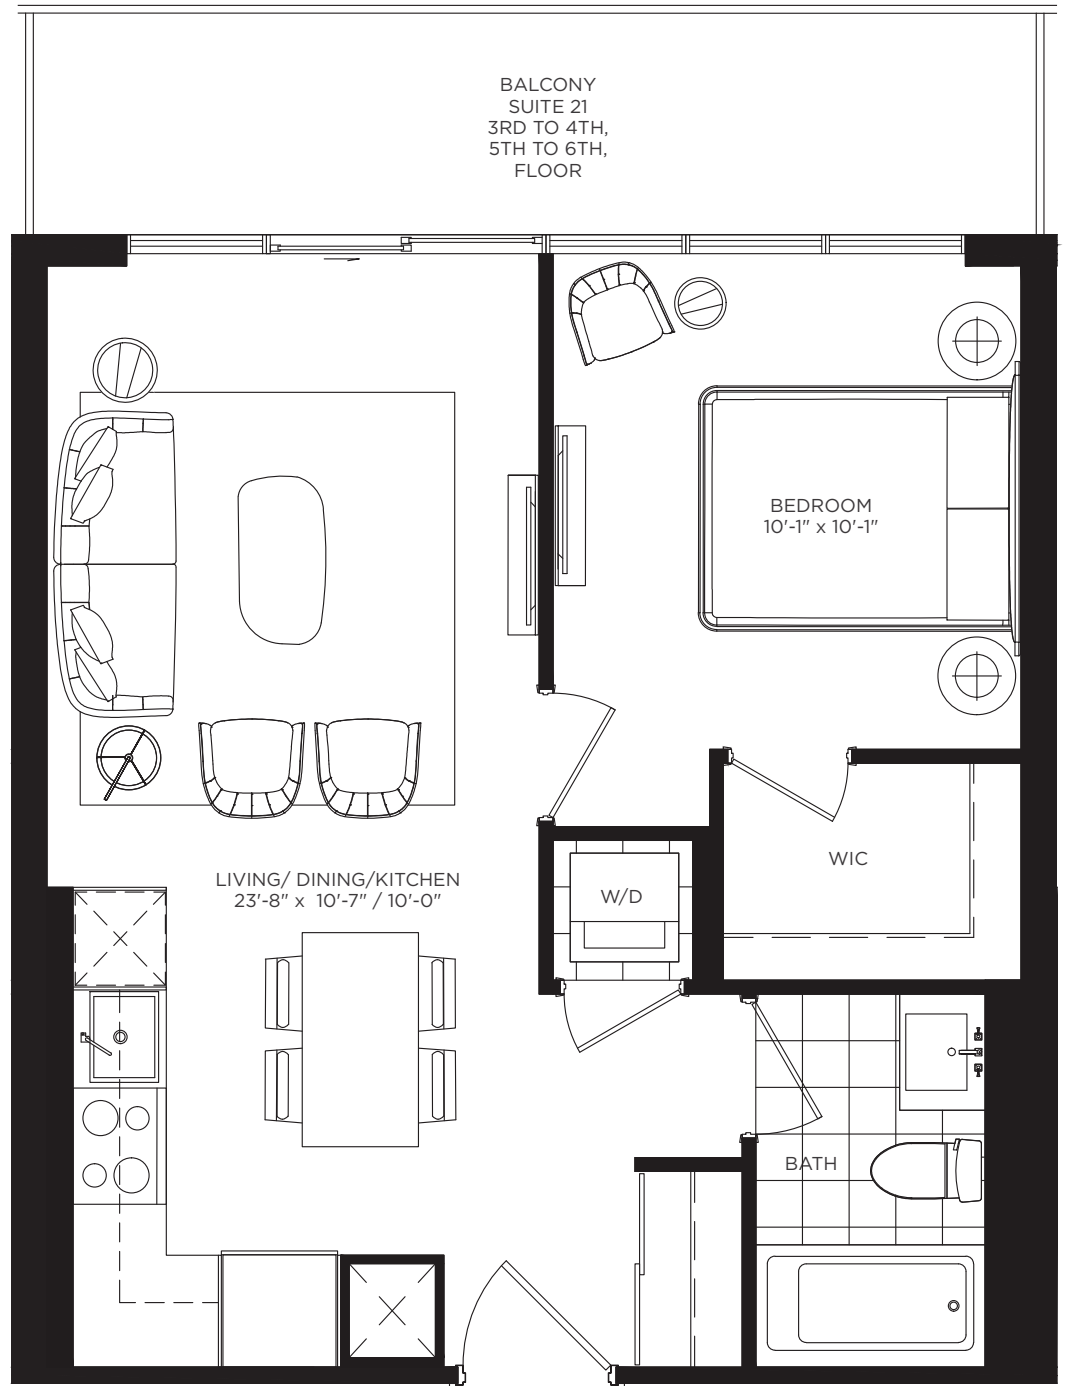 BALCONY
SUITE 21
3RD TO 4TH,
5TH TO 6TH,
FLOOR
BEDROOM
10'-1" x 10'-1"
WIC
LIVING/ DINING/KITCHEN
23'-8" x 10'-7" / 10'-0"
W/D
BATH